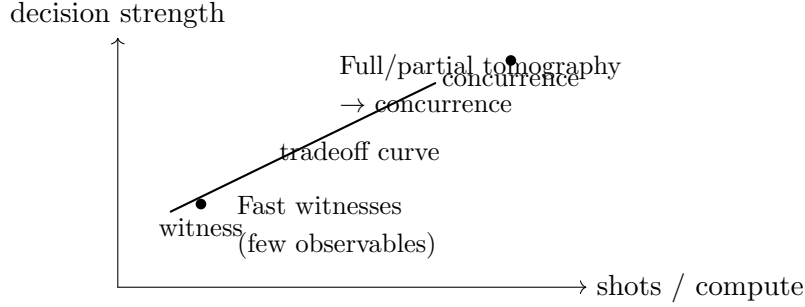 decision strength
Full/partial tomography
concurrence
→ concurrence
tradeoff curve
Fast witnesses
witness
(few observables)
shots / compute